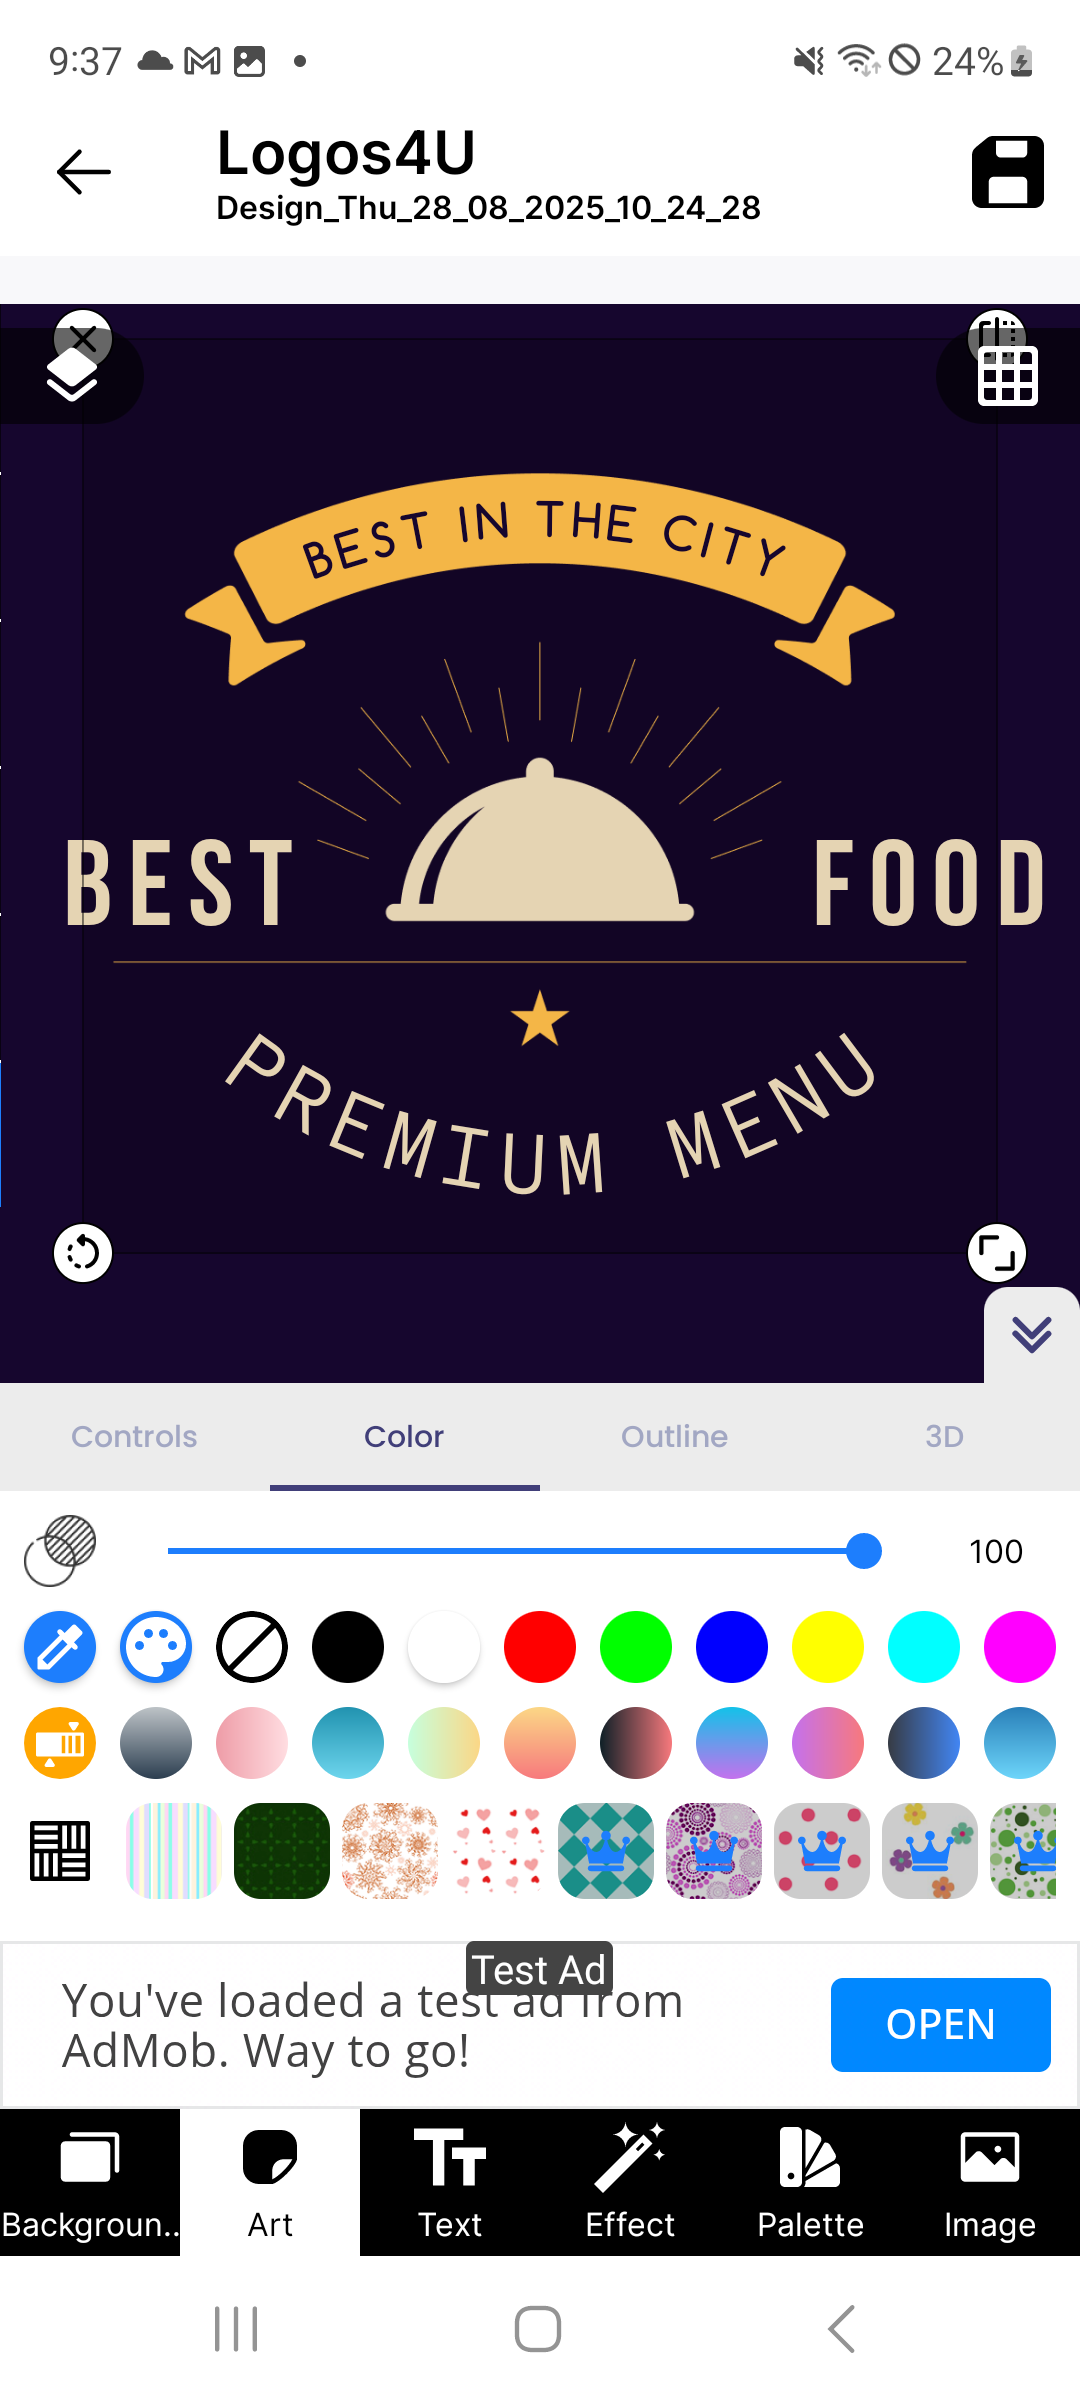 9:37
24%
Logos4U
Design_Thu_28_08_2025_10_24_28
BEST IN THE CITY
BEST FOOD
PREMIUM MENU
Controls Color Outline 3D
100
Test Ad
You've loaded a test ad from
AdMob. Way to go!
OPEN
Backgroun.. Art Text Effect Palette Image